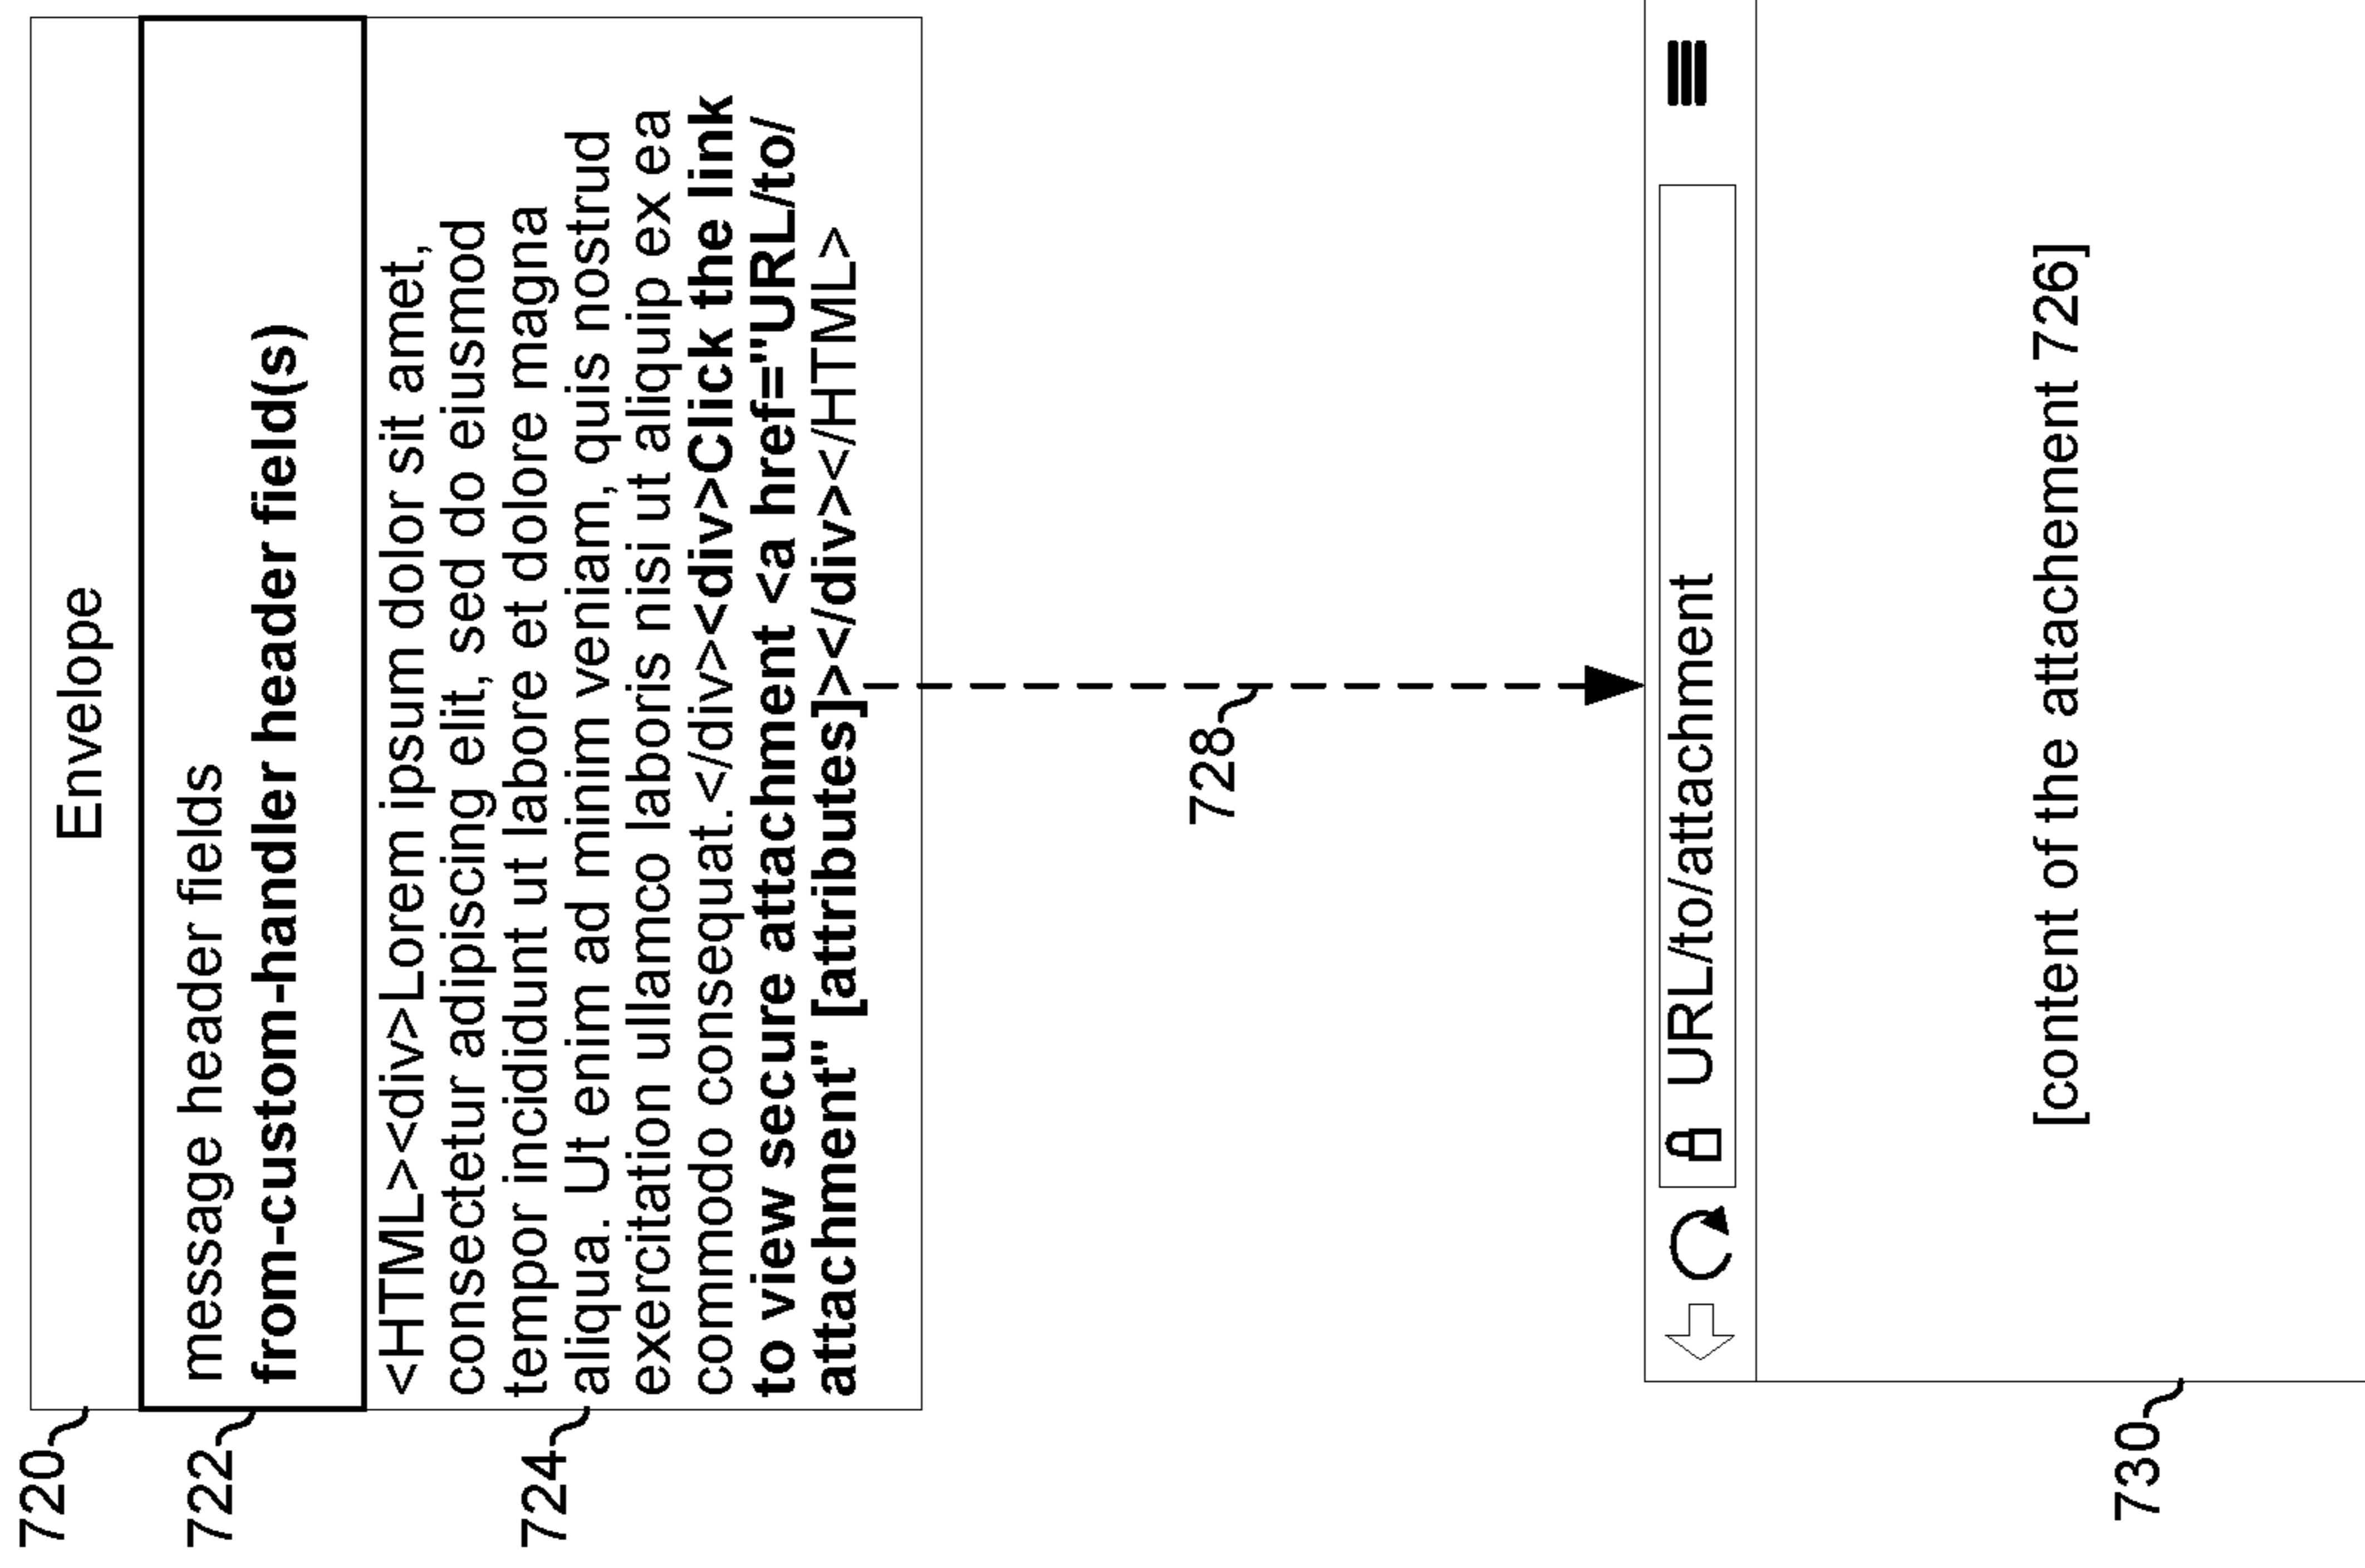 720
Envelope
722
message header fields
from-custom-handler header field(s)
724
<HTML><div>Lorem ipsum dolor sit amet,
consectetur adipiscing elit, sed do eiusmod
tempor incididunt ut labore et dolore magna
aliqua. Ut enim ad minim veniam, quis nostrud
exercitation ullamco laboris nisi ut aliquip ex ea
commodo consequat.</div><div>Click the link
to view secure attachment <a href="URL/to/
attachment" [attributes]></div></HTML>
728
URL/to/attachment
730
[content of the attachement 726]